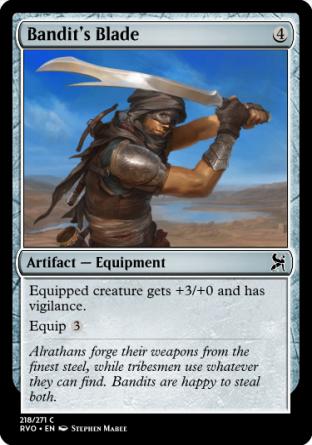 Bandit's Blade 4
Artifact — Equipment
Equipped creature gets +3/+0 and has
vigilance.
Equip 3
Alrathans forge their weapons from the
finest steel, while tribesmen use whatever
they can find. Bandits are happy to steal
both.
218/271 C
RVO • EN Stephen Mabee